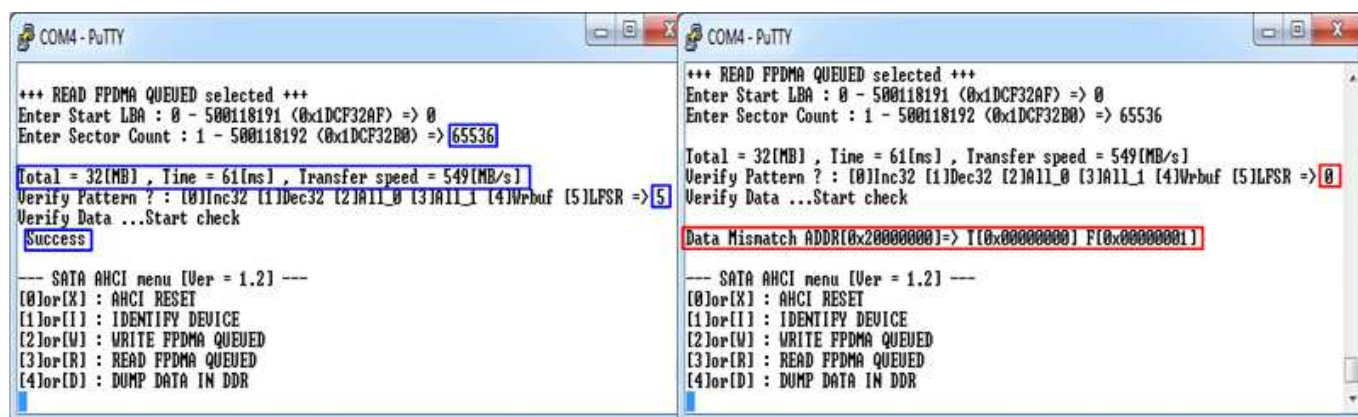 COM4 - PuTTY
+++ READ FPDMA QUEUED selected +++
Enter Start LBA : 0 - 500118191 (0x1DCF32AF) => 0
Enter Sector Count : 1 - 500118192 (0x1DCF32B0) => 65536
Total = 32[MB] , Time = 61[ms] , Transfer speed = 549[MB/s]
Verify Pattern ? : [0]Inc32 [1]Dec32 [2]All_0 [3]All_1 [4]Wrbuf [5]LFSR => 5
Verify Data ...Start check
Success
--- SATA AHCI menu [Ver = 1.2] ---
[0]or[X] : AHCI RESET
[1]or[I] : IDENTIFY DEVICE
[2]or[W] : WRITE FPDMA QUEUED
[3]or[R] : READ FPDMA QUEUED
[4]or[D] : DUMP DATA IN DDR
COM4 - PuTTY
+++ READ FPDMA QUEUED selected +++
Enter Start LBA : 0 - 500118191 (0x1DCF32AF) => 0
Enter Sector Count : 1 - 500118192 (0x1DCF32B0) => 65536
Total = 32[MB] , Time = 61[ms] , Transfer speed = 549[MB/s]
Verify Pattern ? : [0]Inc32 [1]Dec32 [2]All_0 [3]All_1 [4]Wrbuf [5]LFSR => 0
Verify Data ...Start check
Data Mismatch ADDR[0x20000000]=> T[0x00000000] F[0x00000001]
--- SATA AHCI menu [Ver = 1.2] ---
[0]or[X] : AHCI RESET
[1]or[I] : IDENTIFY DEVICE
[2]or[W] : WRITE FPDMA QUEUED
[3]or[R] : READ FPDMA QUEUED
[4]or[D] : DUMP DATA IN DDR